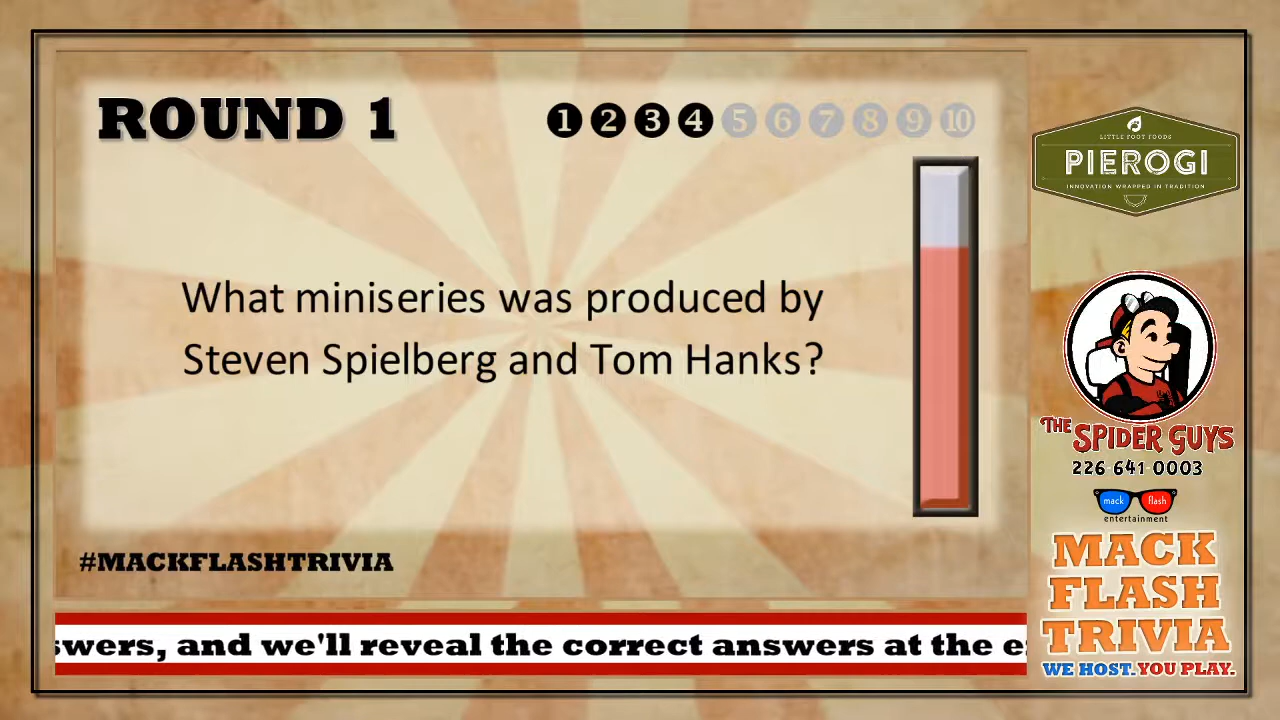 ROUND 1
1 2 3 4 5 6 7 8 9 10
What miniseries was produced by
Steven Spielberg and Tom Hanks?
#MACKFLASHTRIVIA
swers, and we'll reveal the correct answers at the e
LITTLE FOOT FOODS
PIEROGI
INNOVATION WRAPPED IN TRADITION
THE SPIDER GUYS
226-641-0003
mack flash
entertainment
MACK
FLASH
TRIVIA
WE HOST. YOU PLAY.